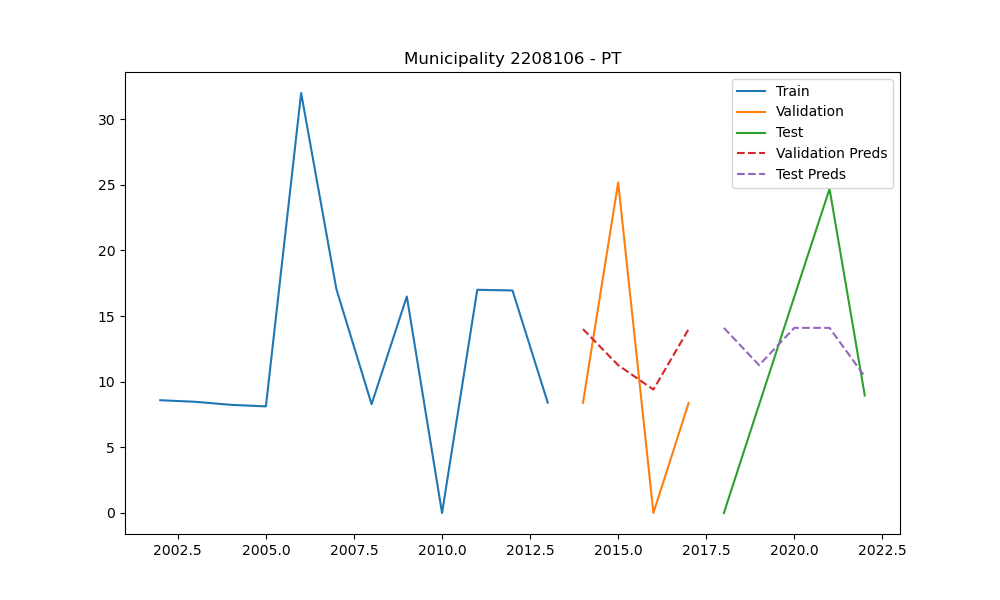 Municipality 2208106 - PT
Train
Validation
Test
Validation Preds
Test Preds
30
25
20
15
10
5
0
2002.5 2005.0 2007.5 2010.0 2012.5 2015.0 2017.5 2020.0 2022.5